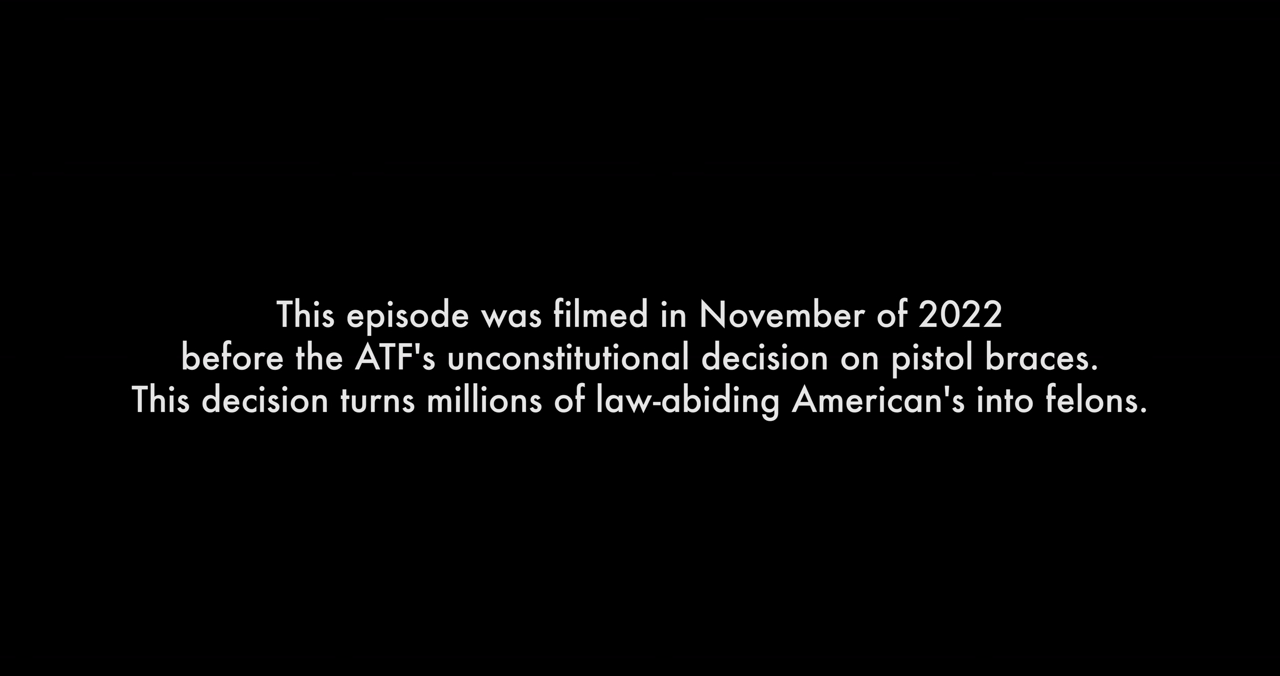 This episode was filmed in November of 2022
before the ATF's unconstitutional decision on pistol braces.
This decision turns millions of law-abiding American's into felons.